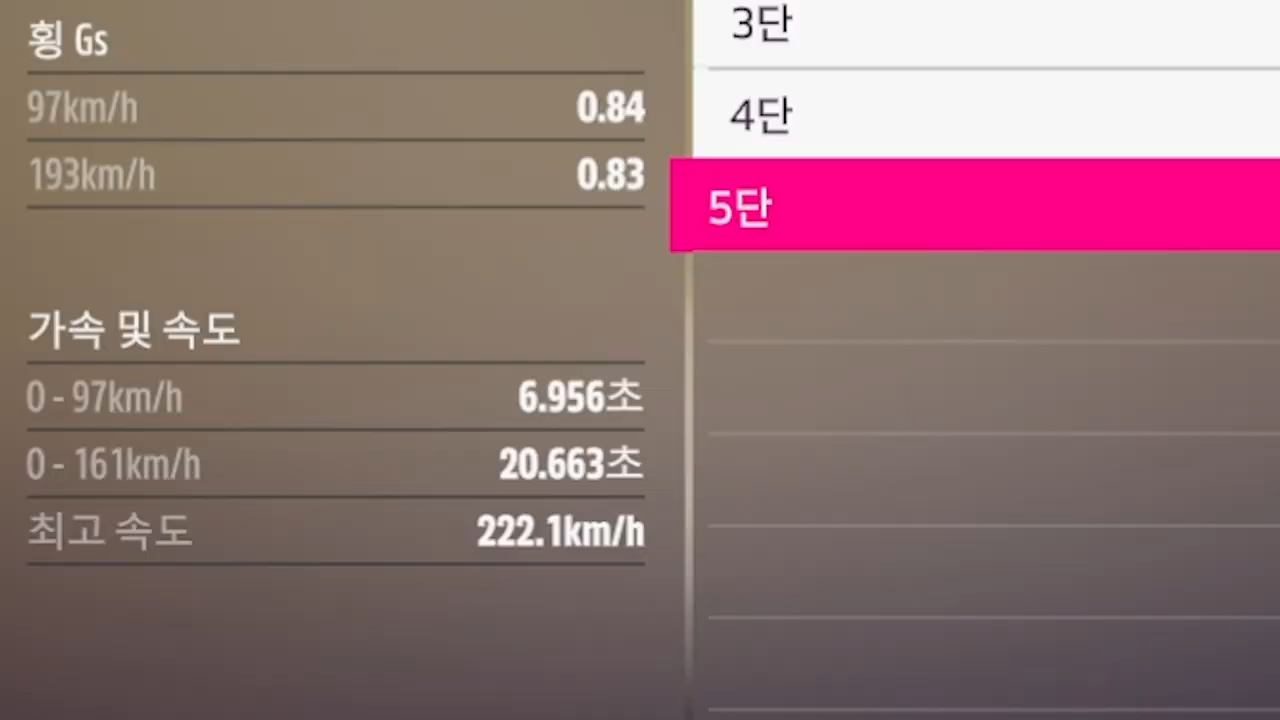 횡 Gs
97km/h 0.84
193km/h 0.83
가속 및 속도
0 - 97km/h 6.956초
0 - 161km/h 20.663초
최고 속도 222.1km/h
3단
4단
5단